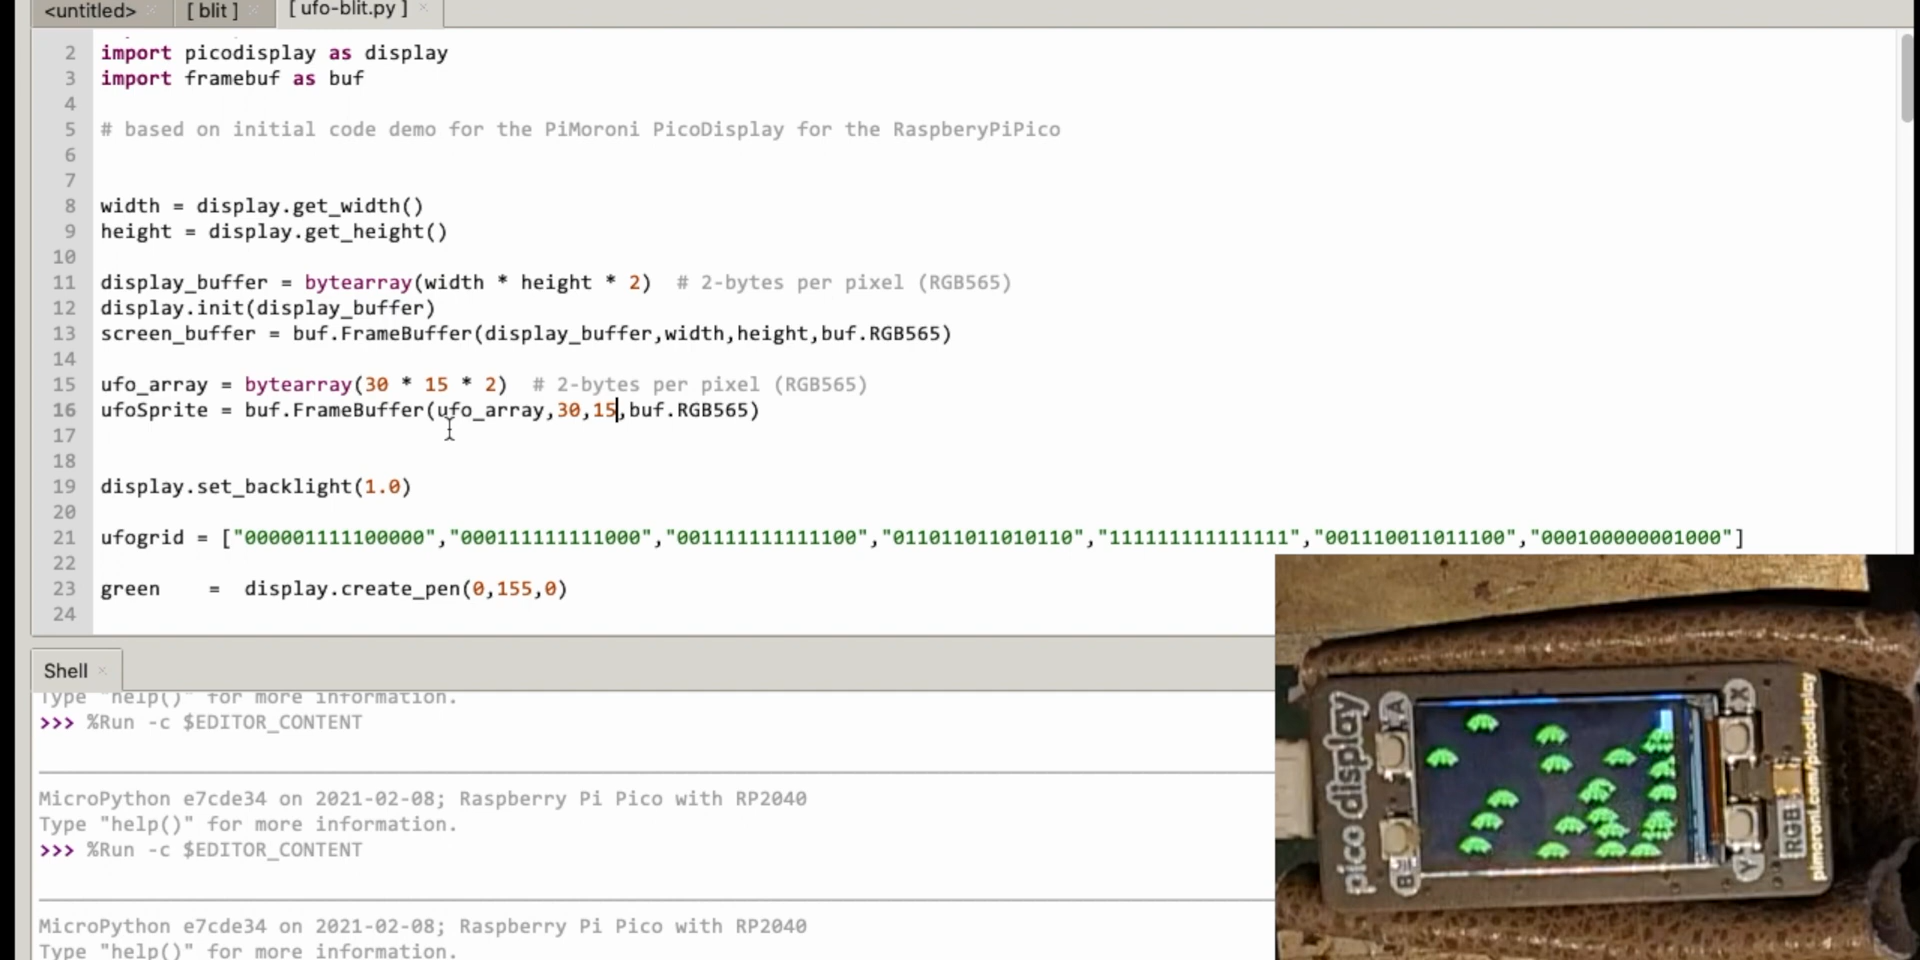 <untitled> ×
[ blit ] ×
[ ufo-blit.py ] ×
2 import picodisplay as display
3 import framebuf as buf
4
5 # based on initial code demo for the PiMoroni PicoDisplay for the RaspberyPiPico
6
7
8 width = display.get_width()
9 height = display.get_height()
10
11 display_buffer = bytearray(width * height * 2)  # 2-bytes per pixel (RGB565)
12 display.init(display_buffer)
13 screen_buffer = buf.FrameBuffer(display_buffer,width,height,buf.RGB565)
14
15 ufo_array = bytearray(30 * 15 * 2)  # 2-bytes per pixel (RGB565)
16 ufoSprite = buf.FrameBuffer(ufo_array,30,15,buf.RGB565)
17
18
19 display.set_backlight(1.0)
20
21 ufogrid = ["000001111100000","000111111111000","001111111111100","011011011010110","111111111111111","001110011011100","000100000001000"]
22
23 green    =  display.create_pen(0,155,0)
24
Shell ×
Type "help()" for more information.
>>> %Run -c $EDITOR_CONTENT
MicroPython e7cde34 on 2021-02-08; Raspberry Pi Pico with RP2040
Type "help()" for more information.
>>> %Run -c $EDITOR_CONTENT
MicroPython e7cde34 on 2021-02-08; Raspberry Pi Pico with RP2040
Type "help()" for more information.
pico display
A
B
X
Y
RGB
pimoroni.com/picodisplay